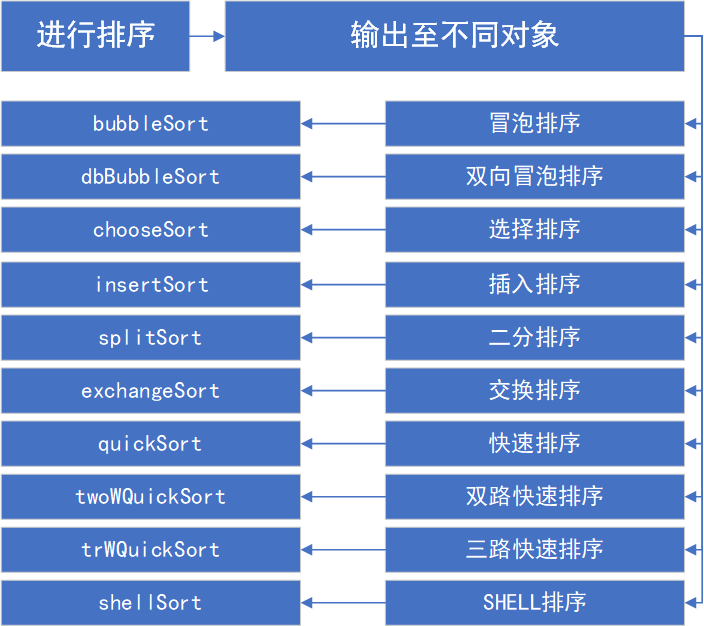 进行排序
输出至不同对象
bubbleSort
冒泡排序
dbBubbleSort
双向冒泡排序
chooseSort
选择排序
insertSort
插入排序
splitSort
二分排序
exchangeSort
交换排序
quickSort
快速排序
twoWQuickSort
双路快速排序
trWQuickSort
三路快速排序
shellSort
SHELL排序